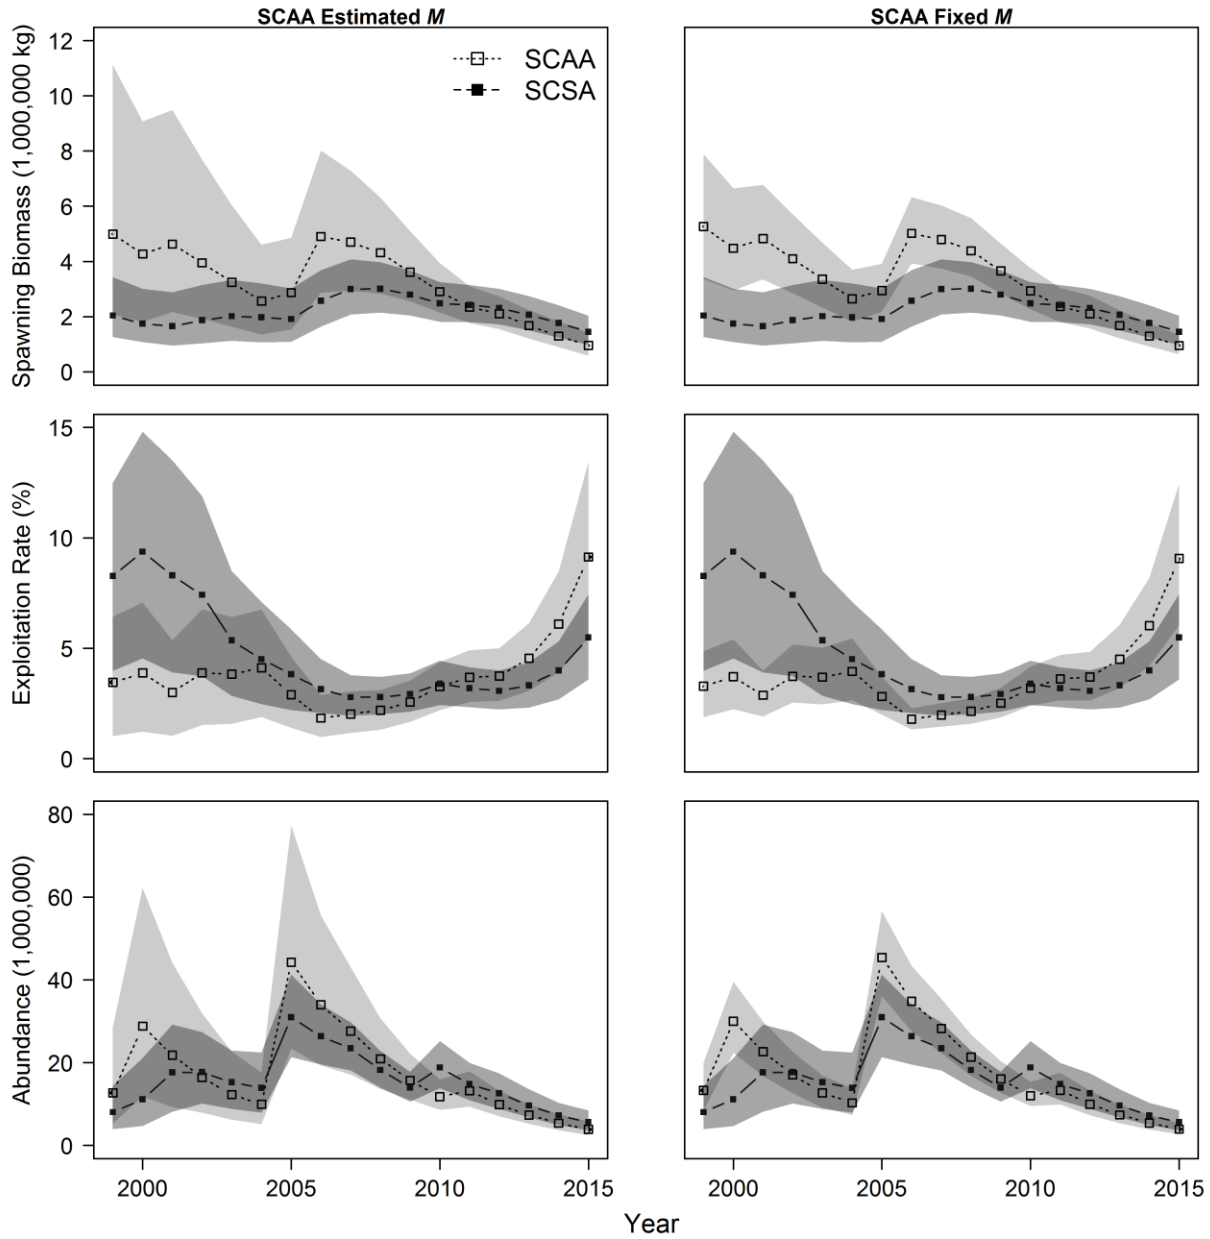 SCAA Estimated M
SCAA Fixed M
Spawning Biomass (1,000,000 kg)
12
10
8
6
4
2
0
SCAA
SCSA
Exploitation Rate (%)
15
10
5
0
Abundance (1,000,000)
80
60
40
20
0
2000 2005 2010 2015
2000 2005 2010 2015
Year